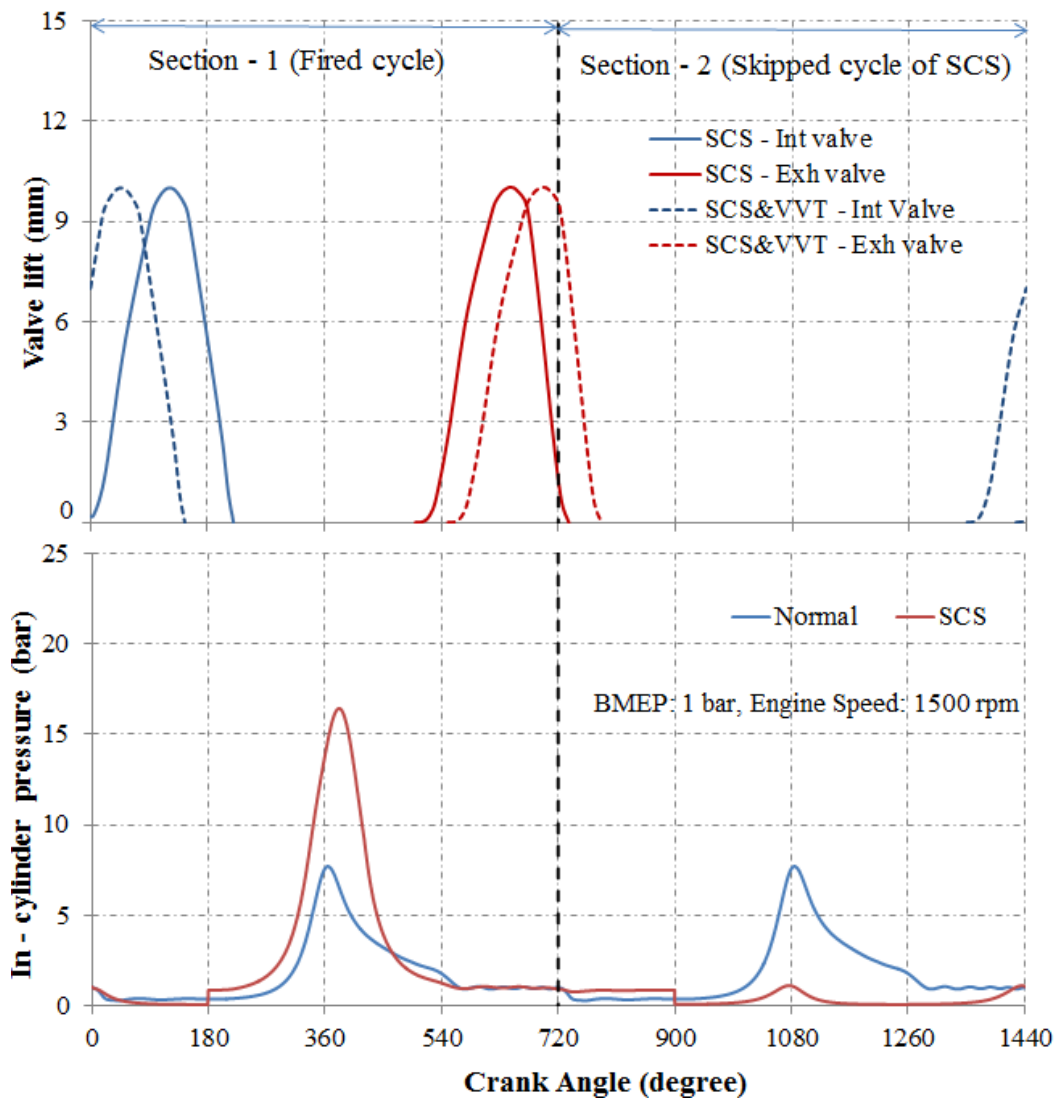 15
Section - 1 (Fired cycle)
Section - 2 (Skipped cycle of SCS)
12
SCS - Int valve
SCS - Exh valve
SCS&VVT - Int Valve
SCS&VVT - Exh valve
9
6
3
0
Valve lift (mm)
25
Normal
SCS
20
BMEP: 1 bar, Engine Speed: 1500 rpm
15
10
5
0
In - cylinder pressure (bar)
0 180 360 540 720 900 1080 1260 1440
Crank Angle (degree)